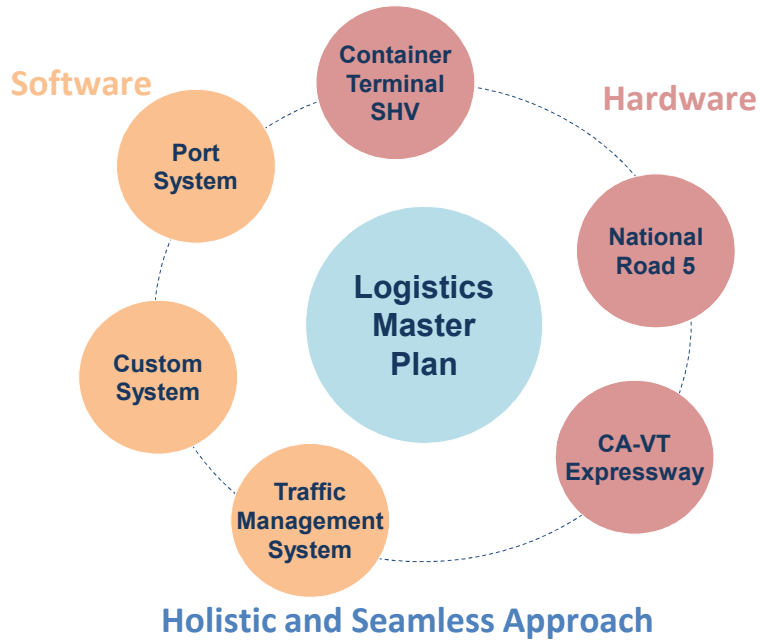 Software
Hardware
Container
Terminal
SHV
Port
System
National
Road 5
Logistics
Master
Plan
Custom
System
CA-VT
Expressway
Traffic
Management
System
Holistic and Seamless Approach